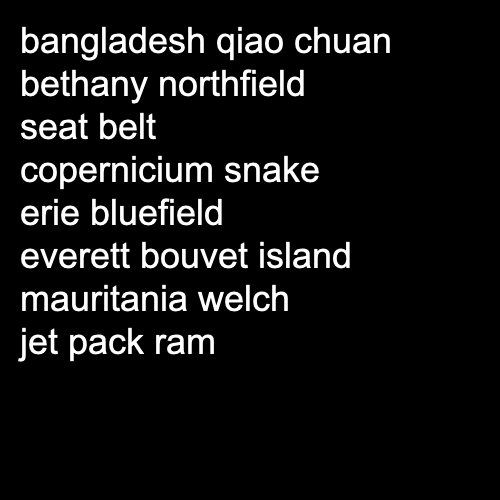 bangladesh qiao chuan
bethany northfield
seat belt
copernicium snake
erie bluefield
everett bouvet island
mauritania welch
jet pack ram